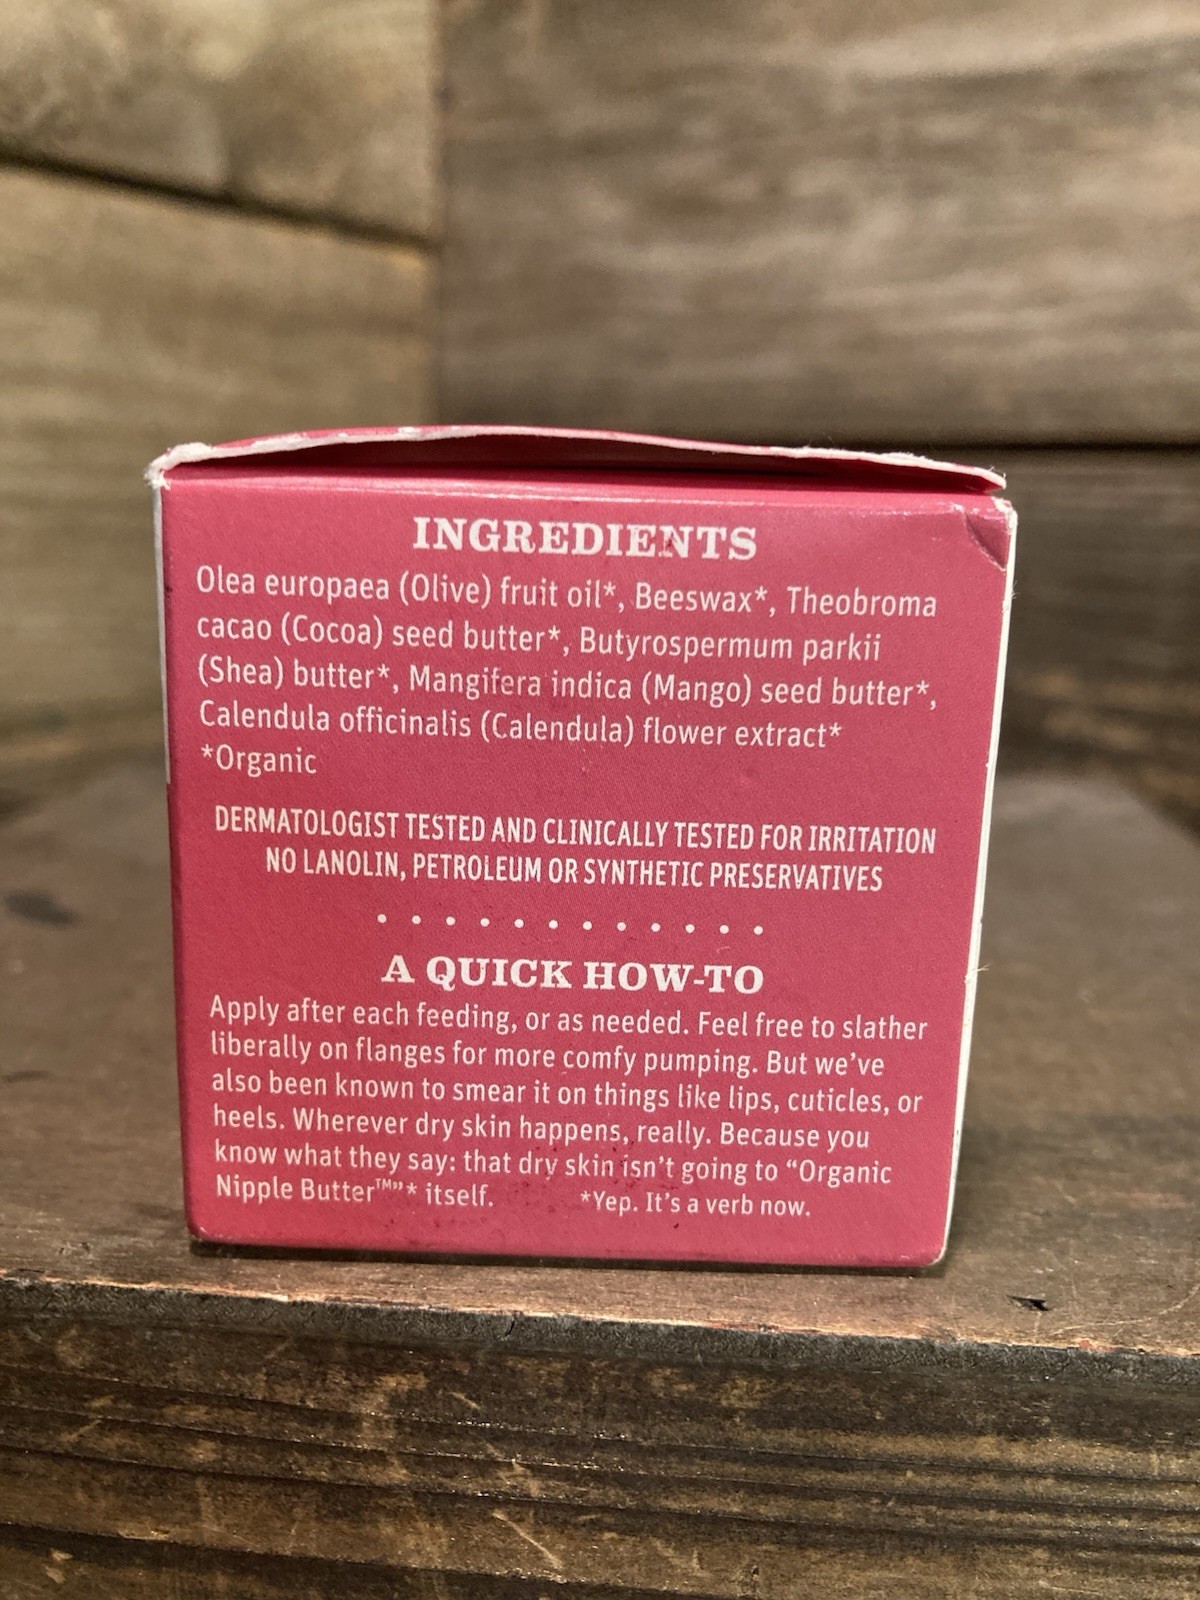 INGREDIENTS
Olea europaea (Olive) fruit oil*, Beeswax*, Theobroma
cacao (Cocoa) seed butter*, Butyrospermum parkii
(Shea) butter*, Mangifera indica (Mango) seed butter*,
Calendula officinalis (Calendula) flower extract*
*Organic
DERMATOLOGIST TESTED AND CLINICALLY TESTED FOR IRRITATION
NO LANOLIN, PETROLEUM OR SYNTHETIC PRESERVATIVES
A QUICK HOW-TO
Apply after each feeding, or as needed. Feel free to slather
liberally on flanges for more comfy pumping. But we've
also been known to smear it on things like lips, cuticles, or
heels. Wherever dry skin happens, really. Because you
know what they say: that dry skin isn't going to “Organic
Nipple Butter™”* itself. *Yep. It's a verb now.